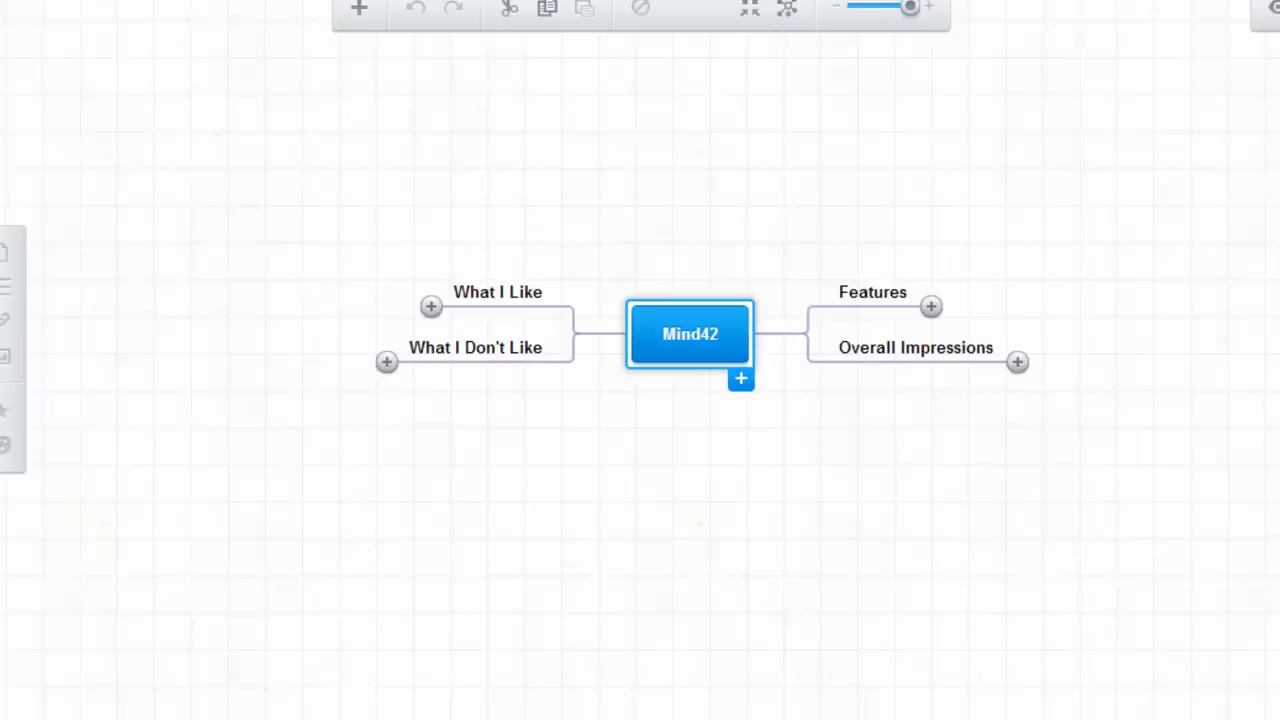 What I Like
Features
Mind42
What I Don't Like
Overall Impressions